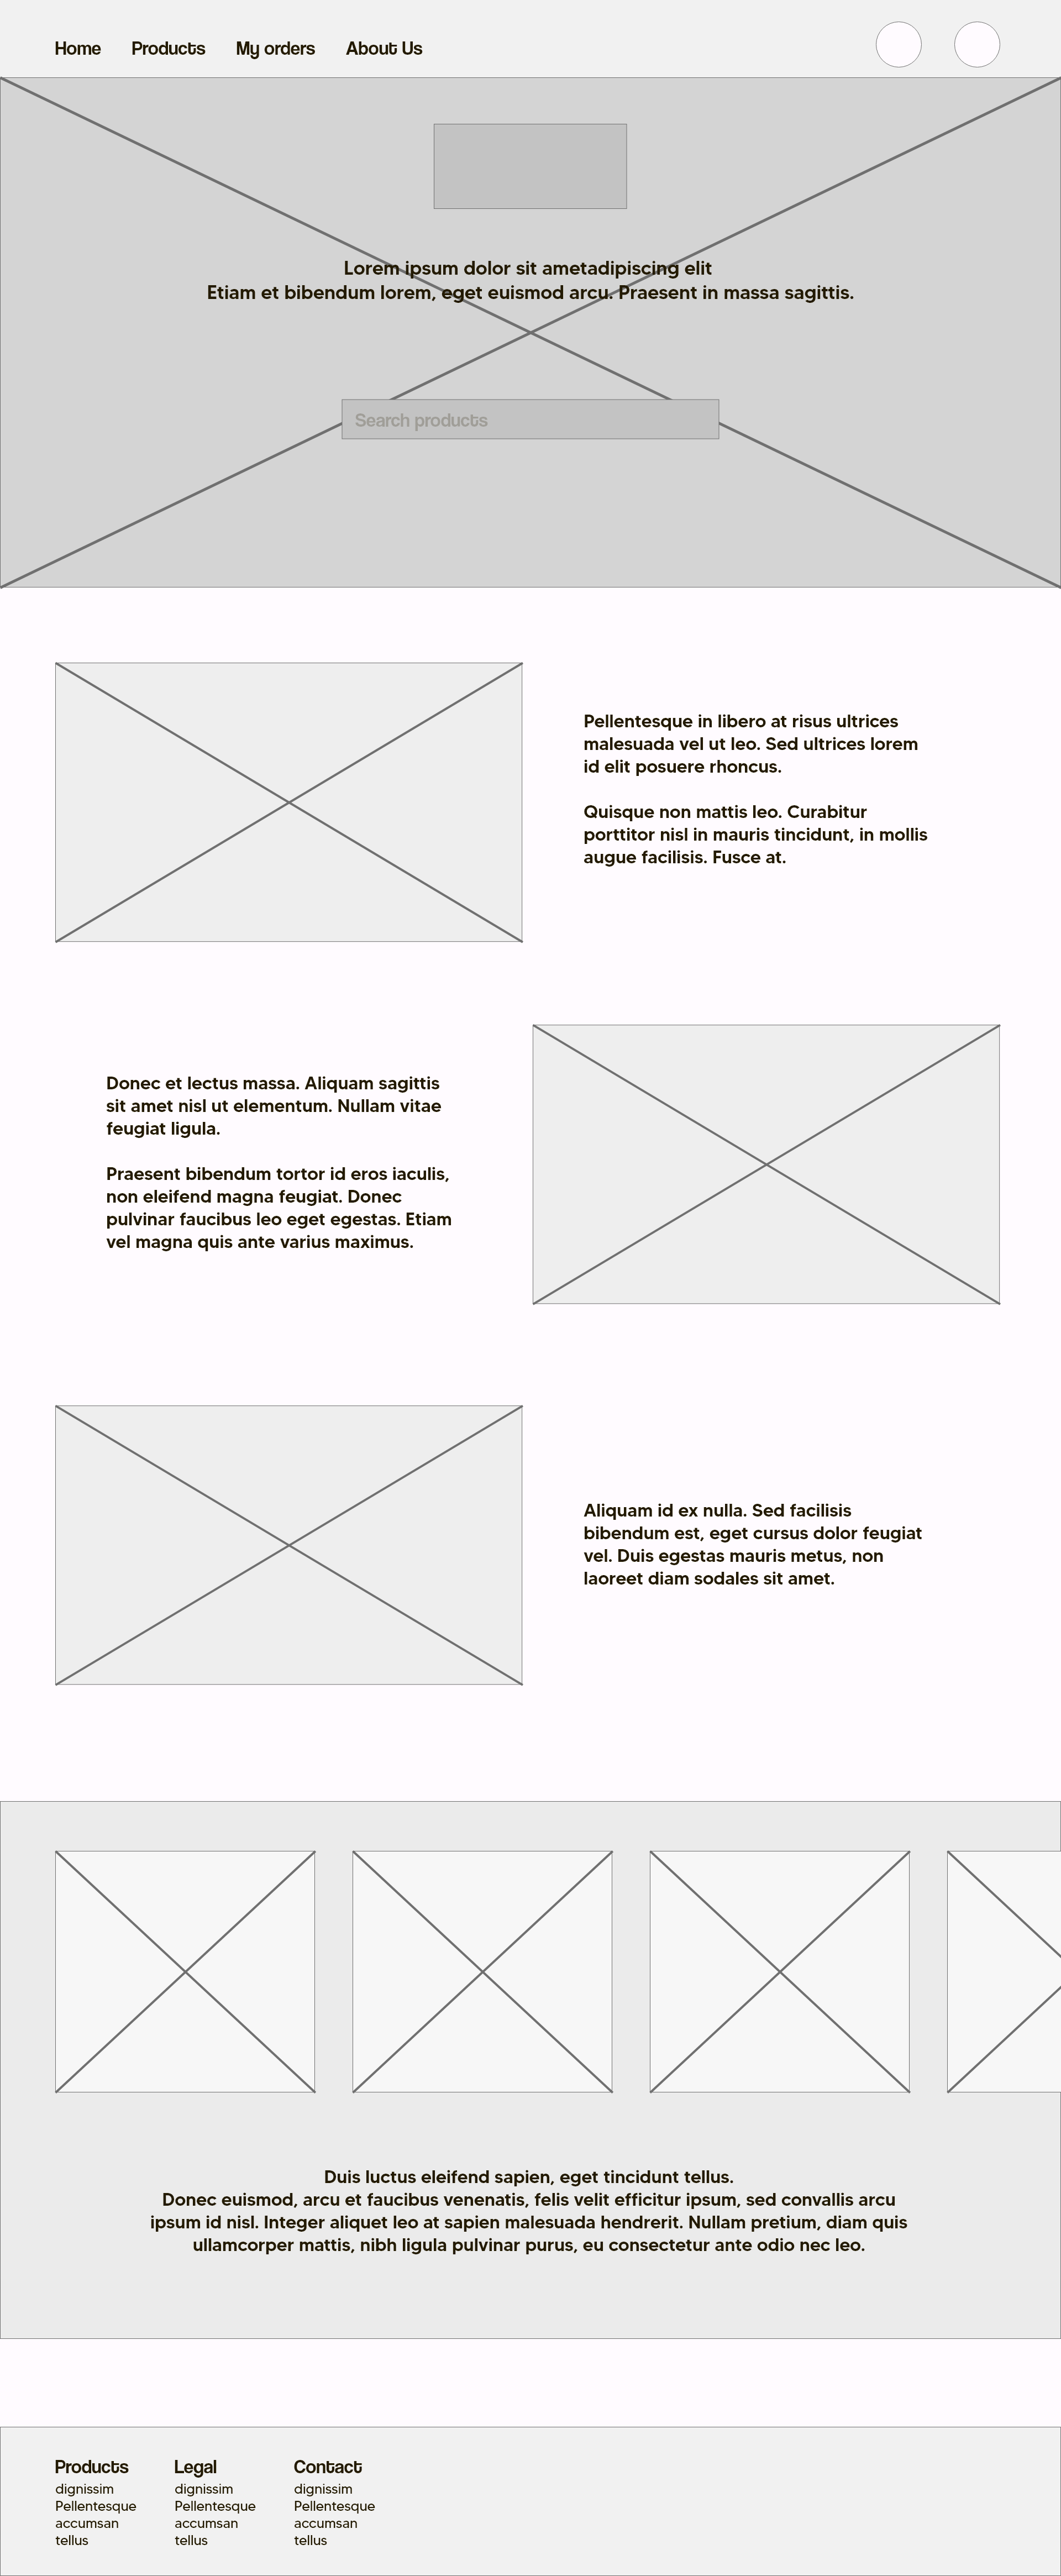 Home Products My orders About Us
Lorem ipsum dolor sit ametadipiscing elit
Etiam et bibendum lorem, eget euismod arcu. Praesent in massa sagittis.
Search products
Pellentesque in libero at risus ultrices
malesuada vel ut leo. Sed ultrices lorem
id elit posuere rhoncus.
Quisque non mattis leo. Curabitur
porttitor nisl in mauris tincidunt, in mollis
augue facilisis. Fusce at.
Donec et lectus massa. Aliquam sagittis
sit amet nisl ut elementum. Nullam vitae
feugiat ligula.
Praesent bibendum tortor id eros iaculis,
non eleifend magna feugiat. Donec
pulvinar faucibus leo eget egestas. Etiam
vel magna quis ante varius maximus.
Aliquam id ex nulla. Sed facilisis
bibendum est, eget cursus dolor feugiat
vel. Duis egestas mauris metus, non
laoreet diam sodales sit amet.
Duis luctus eleifend sapien, eget tincidunt tellus.
Donec euismod, arcu et faucibus venenatis, felis velit efficitur ipsum, sed convallis arcu
ipsum id nisl. Integer aliquet leo at sapien malesuada hendrerit. Nullam pretium, diam quis
ullamcorper mattis, nibh ligula pulvinar purus, eu consectetur ante odio nec leo.
Products
dignissim
Pellentesque
accumsan
tellus
Legal
dignissim
Pellentesque
accumsan
tellus
Contact
dignissim
Pellentesque
accumsan
tellus